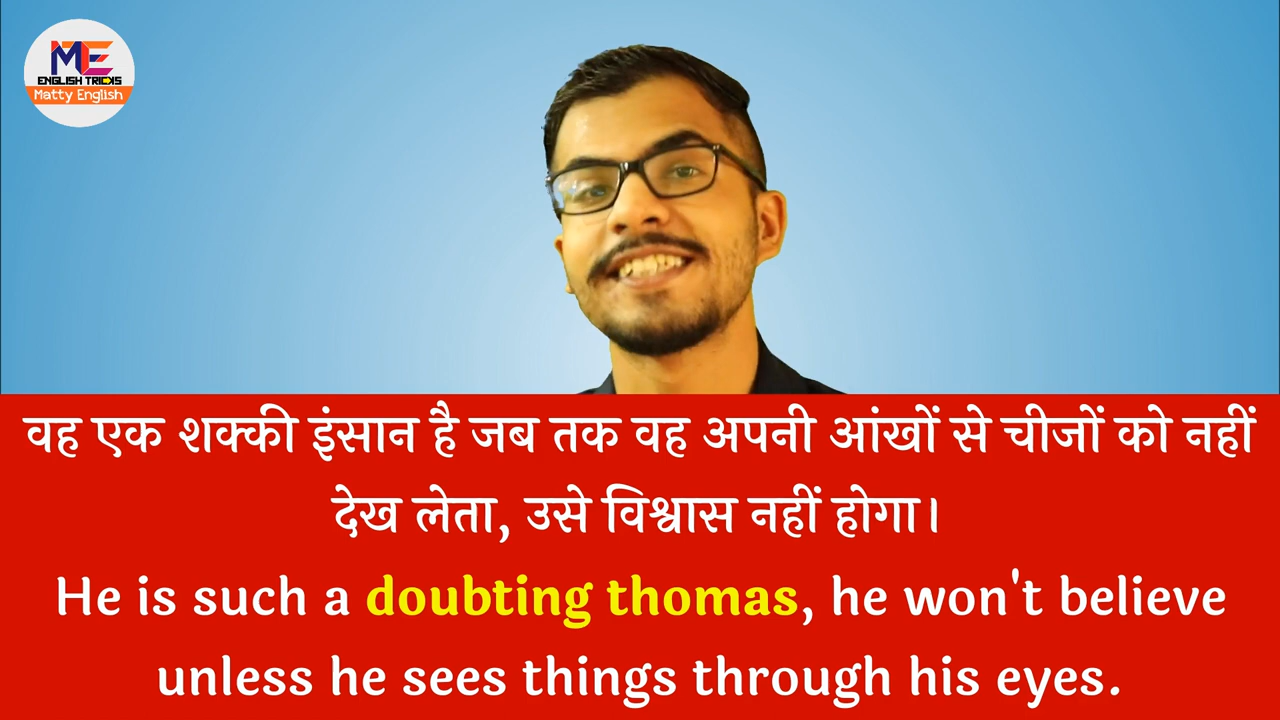 ME
ENGLISH TRICKS
Matty English
वह एक शक्की इंसान है जब तक वह अपनी आंखों से चीजों को नहीं
देख लेता, उसे विश्वास नहीं होगा।
He is such a doubting thomas, he won't believe
unless he sees things through his eyes.